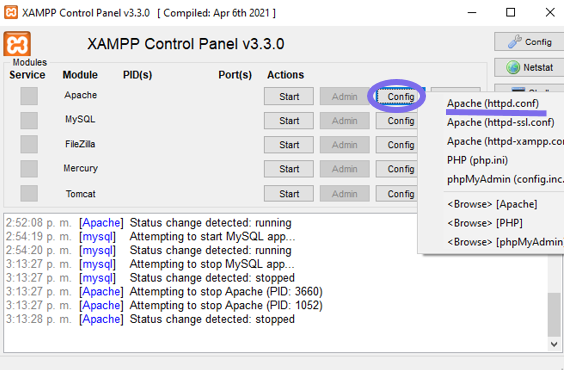 XAMPP Control Panel v3.3.0 [ Compiled: Apr 6th 2021 ]
XAMPP Control Panel v3.3.0
Config
Modules
Service Module PID(s) Port(s) Actions
Netstat
Apache Start Admin Config
Apache (httpd.conf)
MySQL Start Admin Config
Apache (httpd-ssl.conf)
FileZilla Start Admin Config
Apache (httpd-xampp.con
Mercury Start Admin Config
PHP (php.ini)
phpMyAdmin (config.inc.
Tomcat Start Admin Config
<Browse> [Apache]
<Browse> [PHP]
<Browse> [phpMyAdmin
2:52:08 p. m. [Apache] Status change detected: running
2:54:19 p. m. [mysql] Attempting to start MySQL app...
2:54:20 p. m. [mysql] Status change detected: running
3:13:27 p. m. [mysql] Attempting to stop MySQL app...
3:13:27 p. m. [mysql] Status change detected: stopped
3:13:27 p. m. [Apache] Attempting to stop Apache (PID: 3660)
3:13:27 p. m. [Apache] Attempting to stop Apache (PID: 1052)
3:13:28 p. m. [Apache] Status change detected: stopped